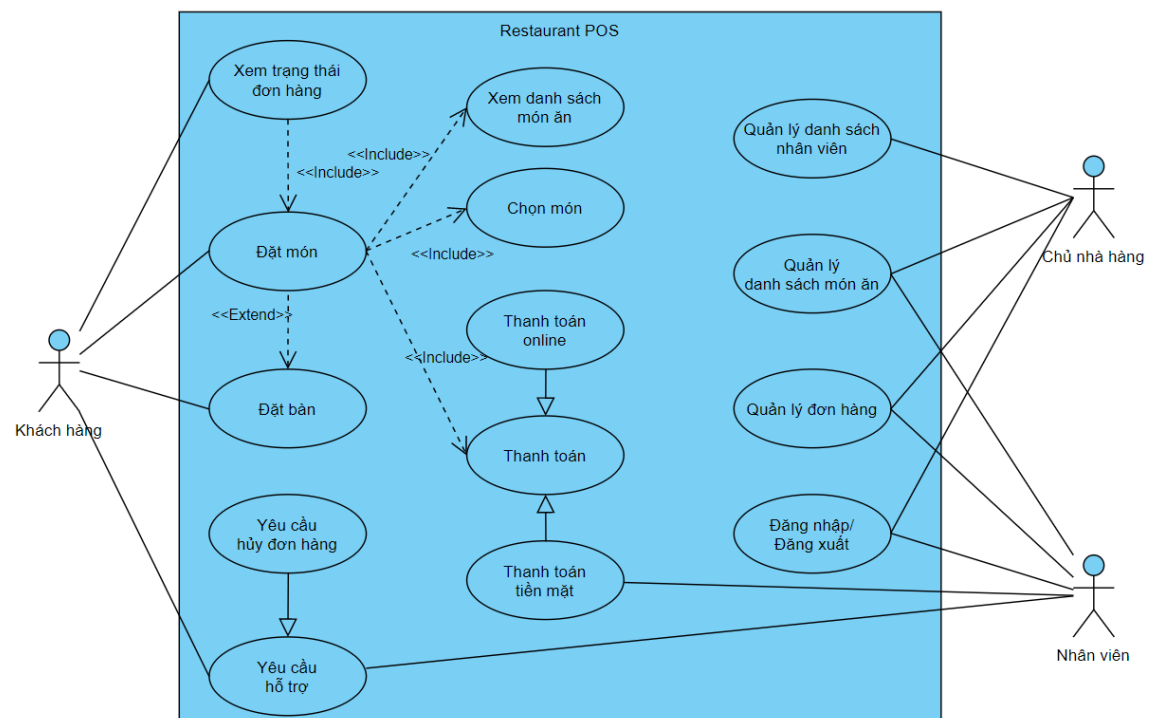 Restaurant POS
Xem trạng thái
đơn hàng
Xem danh sách
món ăn
Quản lý danh sách
nhân viên
<<Include>>
<<Include>>
Chọn món
Đặt món
<<Include>>
Quản lý
danh sách món ăn
Chủ nhà hàng
<<Extend>>
Thanh toán
online
<<Include>>
Đặt bàn
Quản lý đơn hàng
Khách hàng
Thanh toán
Yêu cầu
hủy đơn hàng
Đăng nhập/
Đăng xuất
Thanh toán
tiền mặt
Nhân viên
Yêu cầu
hỗ trợ